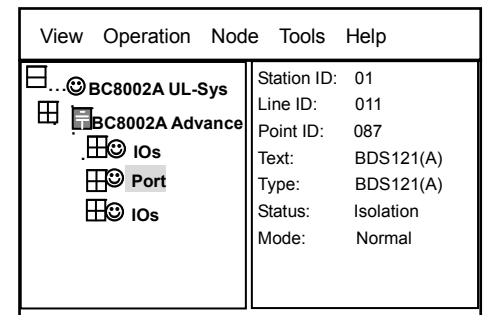 View Operation Node Tools Help
BC8002A UL-Sys
BC8002A Advance
IOs
Port
IOs
Station ID: 01
Line ID: 011
Point ID: 087
Text: BDS121(A)
Type: BDS121(A)
Status: Isolation
Mode: Normal